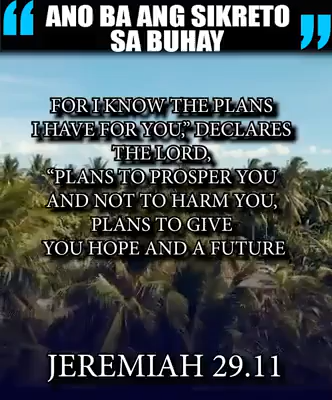 “ ANO BA ANG SIKRETO
SA BUHAY ”
FOR I KNOW THE PLANS
I HAVE FOR YOU,” DECLARES
THE LORD,
“PLANS TO PROSPER YOU
AND NOT TO HARM YOU,
PLANS TO GIVE
YOU HOPE AND A FUTURE
JEREMIAH 29.11